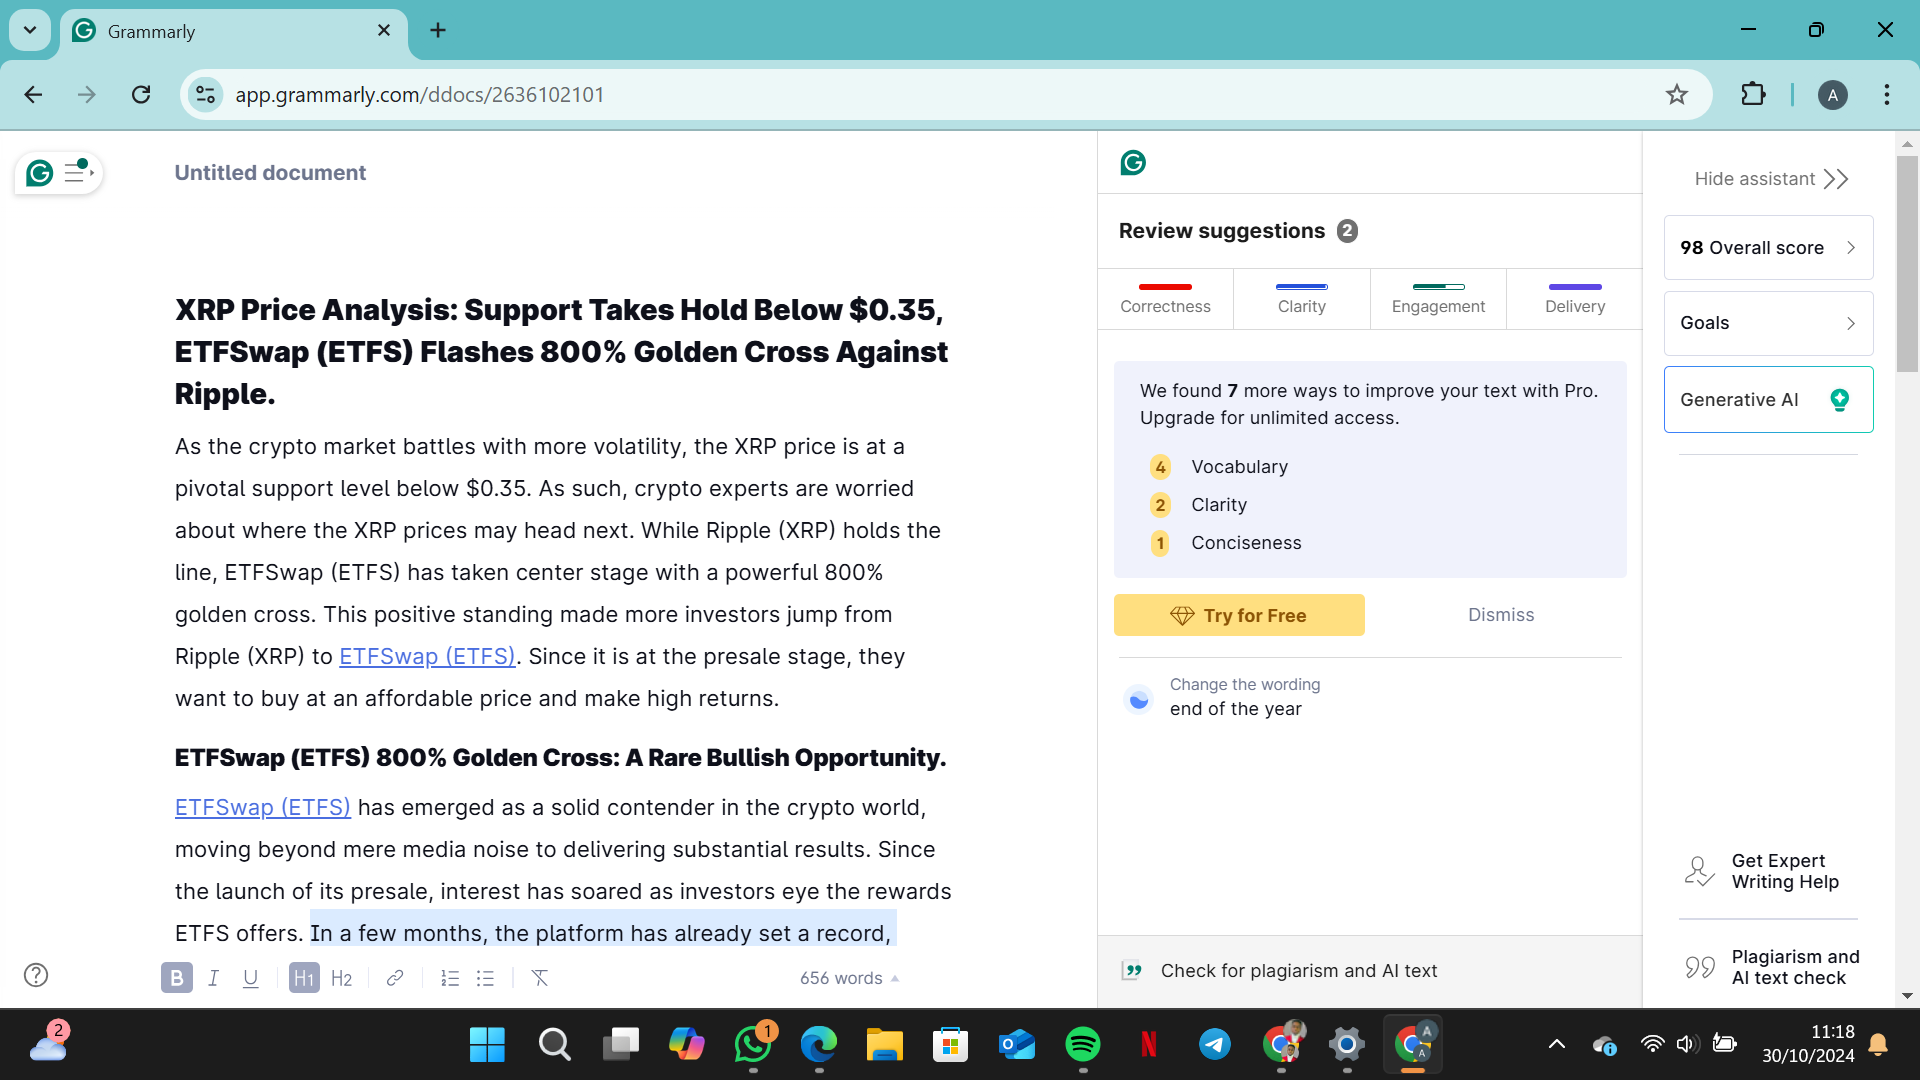 Grammarly
app.grammarly.com/ddocs/2636102101
A
Untitled document
XRP Price Analysis: Support Takes Hold Below $0.35,
ETFSwap (ETFS) Flashes 800% Golden Cross Against
Ripple.
As the crypto market battles with more volatility, the XRP price is at a
pivotal support level below $0.35. As such, crypto experts are worried
about where the XRP prices may head next. While Ripple (XRP) holds the
line, ETFSwap (ETFS) has taken center stage with a powerful 800%
golden cross. This positive standing made more investors jump from
Ripple (XRP) to ETFSwap (ETFS). Since it is at the presale stage, they
want to buy at an affordable price and make high returns.
ETFSwap (ETFS) 800% Golden Cross: A Rare Bullish Opportunity.
ETFSwap (ETFS) has emerged as a solid contender in the crypto world,
moving beyond mere media noise to delivering substantial results. Since
the launch of its presale, interest has soared as investors eye the rewards
ETFS offers. In a few months, the platform has already set a record,
B I U H1 H2
656 words
Review suggestions 2
Correctness Clarity Engagement Delivery
We found 7 more ways to improve your text with Pro.
Upgrade for unlimited access.
4 Vocabulary
2 Clarity
1 Conciseness
Try for Free Dismiss
Change the wording
end of the year
Check for plagiarism and AI text
Hide assistant
98 Overall score
Goals
Generative AI
Get Expert
Writing Help
Plagiarism and
AI text check
2
1
N
A
A
11:18
30/10/2024